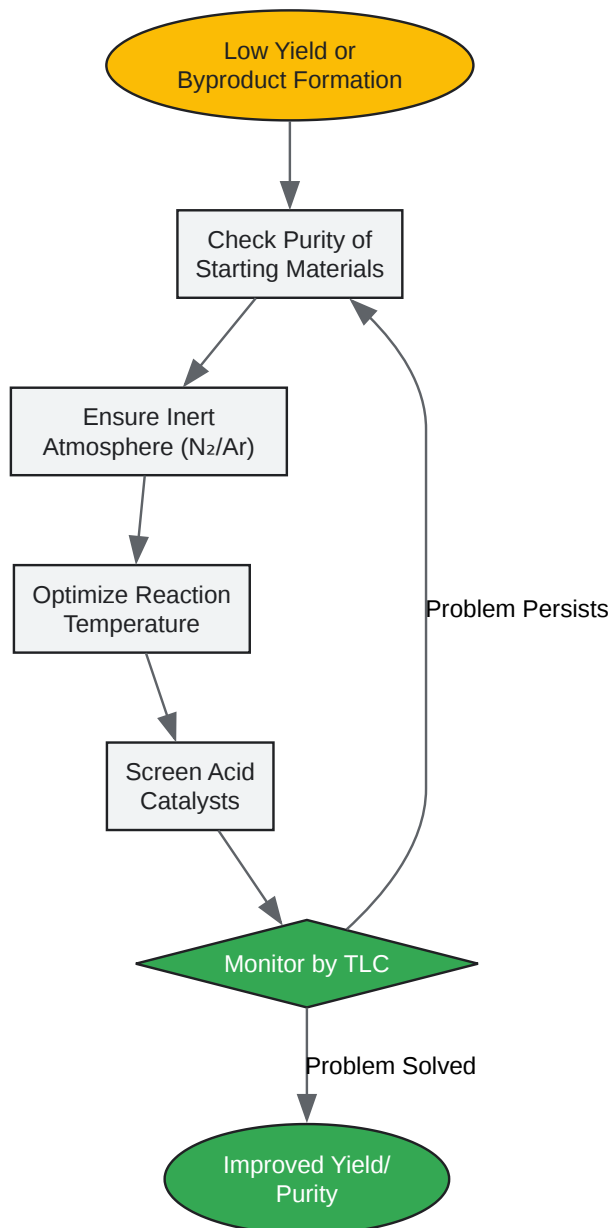 Low Yield or
Byproduct Formation
Check Purity of
Starting Materials
Ensure Inert
Atmosphere (N₂/Ar)
Optimize Reaction
Temperature
Problem Persists
Screen Acid
Catalysts
Monitor by TLC
Problem Solved
Improved Yield/
Purity